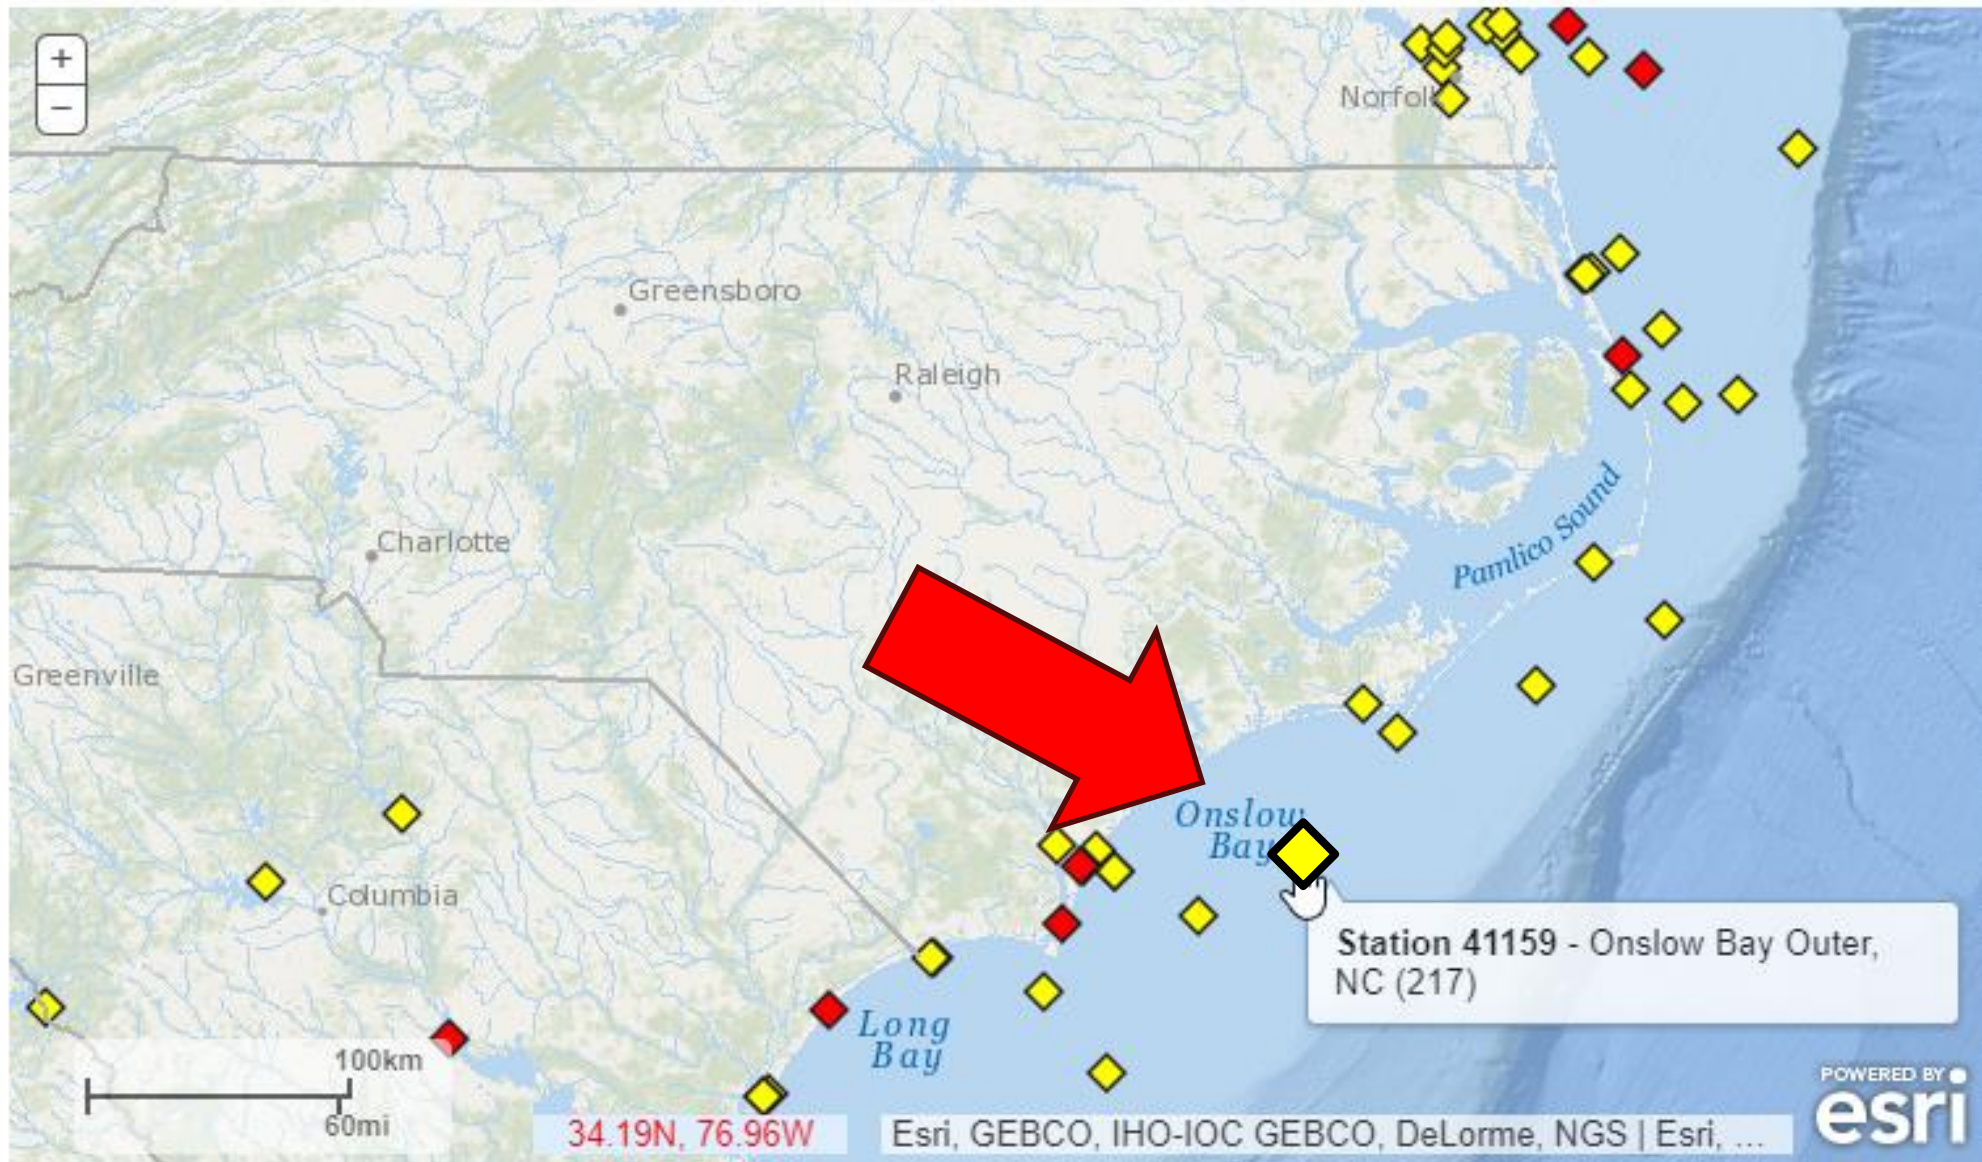 +
−
Norfolk
Greensboro
Raleigh
Charlotte
Pamlico Sound
Greenville
Onslow
Bay
Columbia
Station 41159 - Onslow Bay Outer,
NC (217)
Long
Bay
100km
60mi
34.19N, 76.96W
Esri, GEBCO, IHO-IOC GEBCO, DeLorme, NGS | Esri, …
POWERED BY
esri